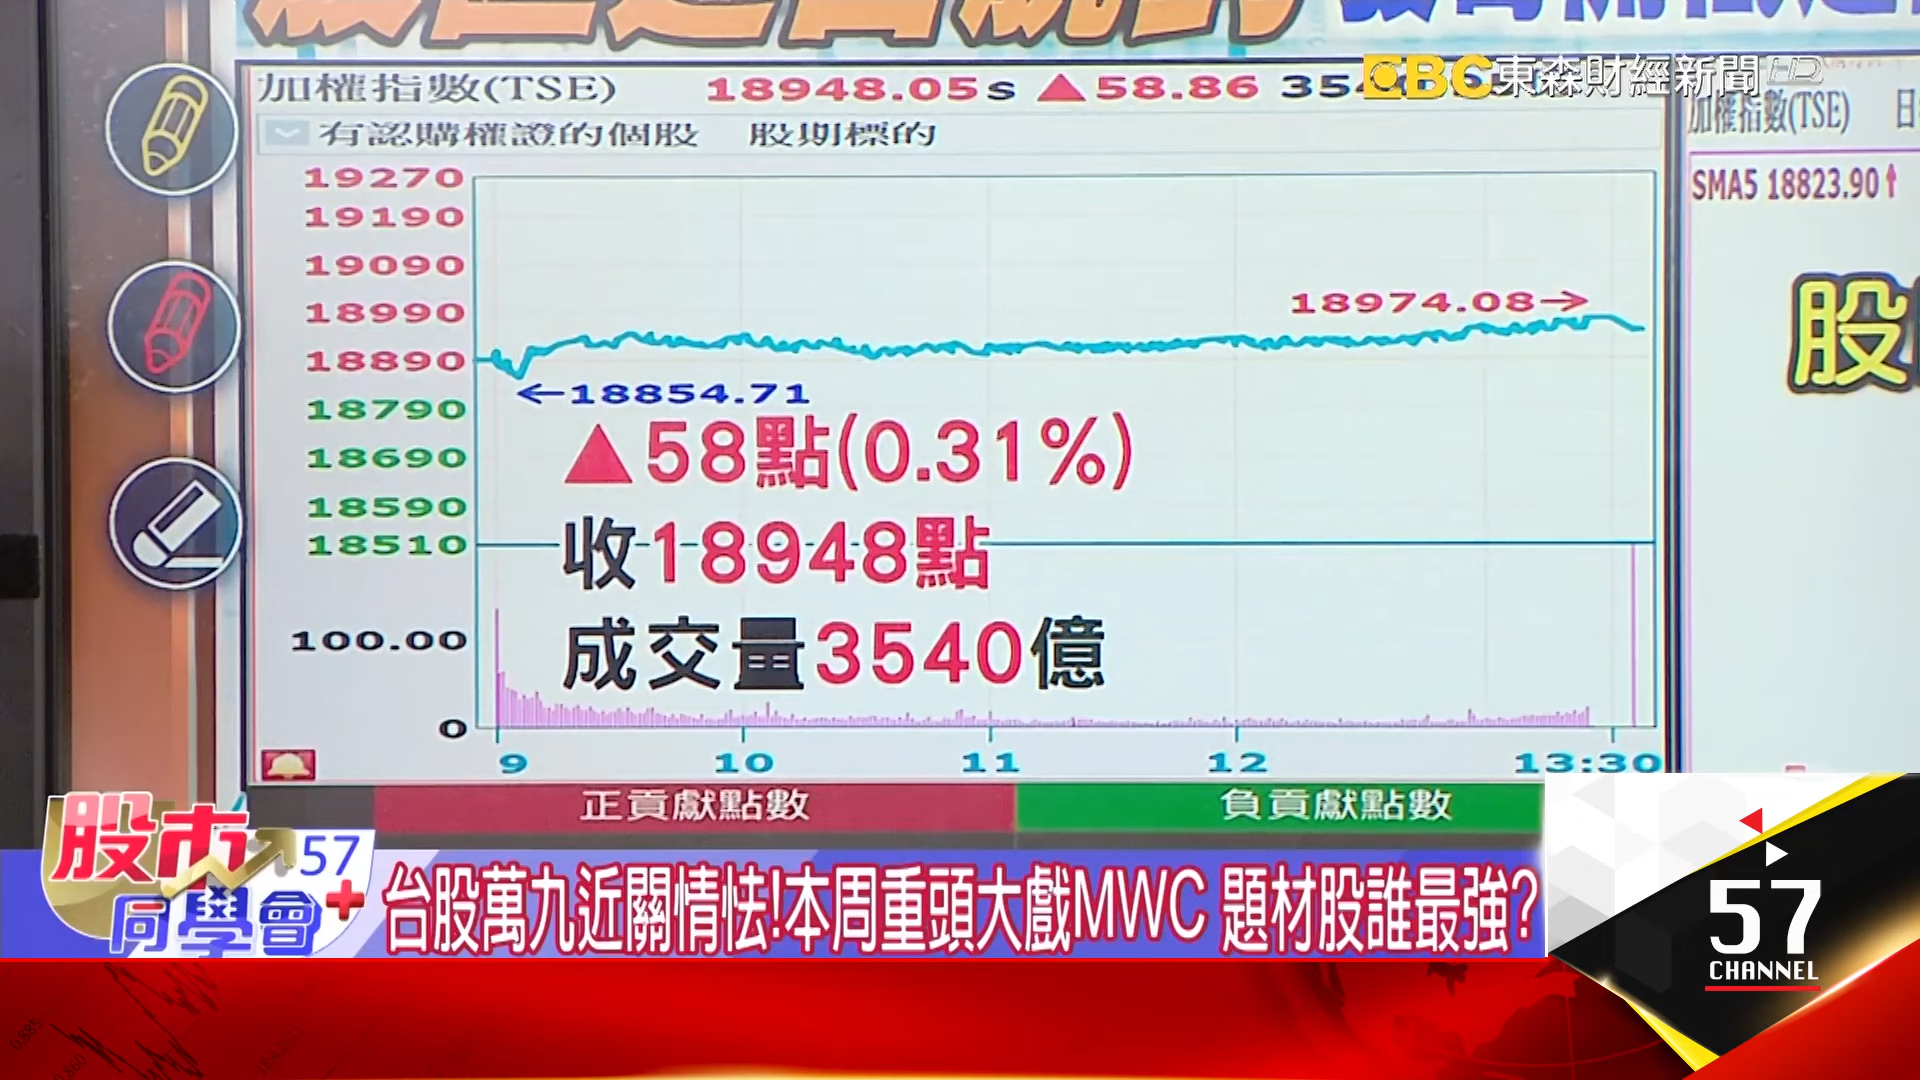 EBC 東森財經新聞 HD
加權指數(TSE) 18948.05s ▲58.86
有認購權證的個股 股期標的
19270
19190
19090
18990
18890
18790
18690
18590
18510
100.00
0
18974.08→
←18854.71
▲58點(0.31%)
收18948點
成交量3540億
9 10 11 12 13:30
正貢獻點數 負貢獻點數
加權指數(TSE) 日
SMA5 18823.90↑
股
股市
同學會+
57
台股萬九近關情怯!本周重頭大戲MWC 題材股誰最強?
57
CHANNEL